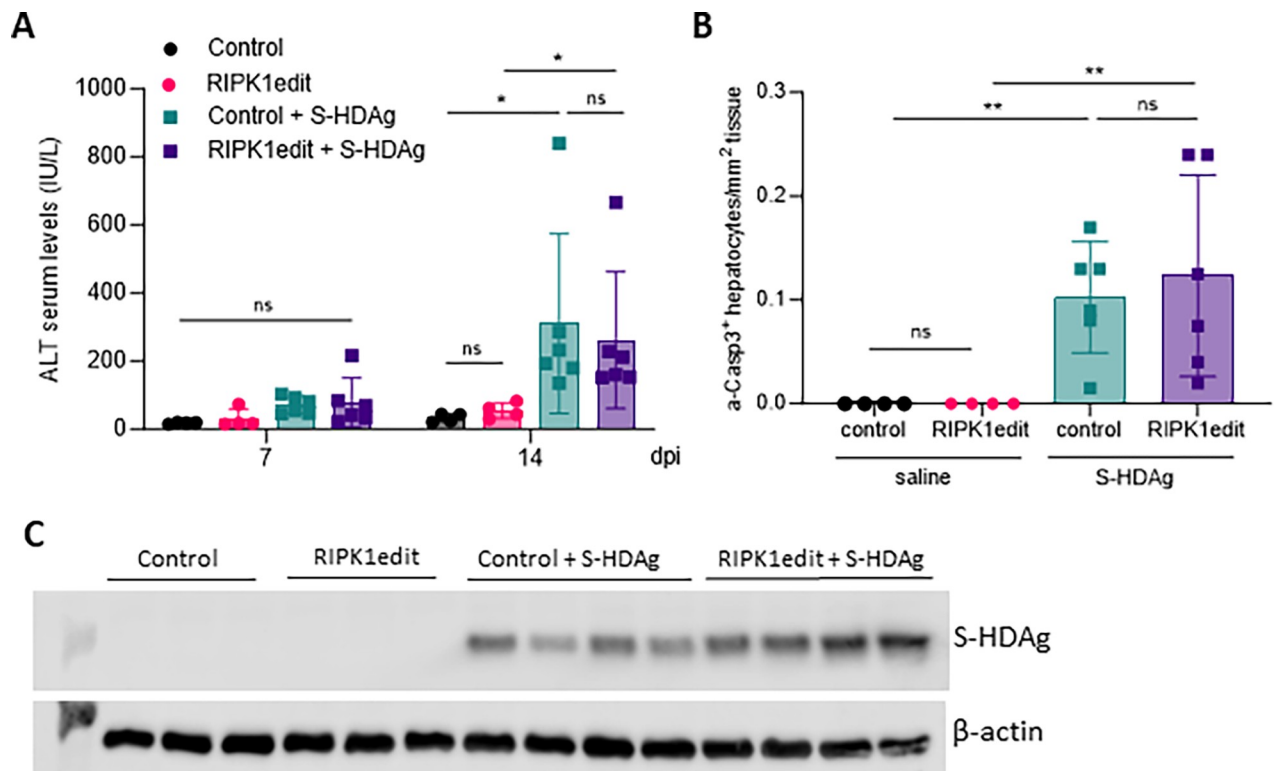 A
Control
RIPK1edit
Control + S-HDAg
RIPK1edit + S-HDAg
ALT serum levels (IU/L)
1000
800
600
400
200
0
ns
ns
*
*
ns
7
14
dpi
B
a-Casp3+ hepatocytes/mm2 tissue
0.3
0.2
0.1
0.0
**
**
ns
ns
control
RIPK1edit
control
RIPK1edit
saline
S-HDAg
C
Control
RIPK1edit
Control + S-HDAg
RIPK1edit + S-HDAg
S-HDAg
β-actin